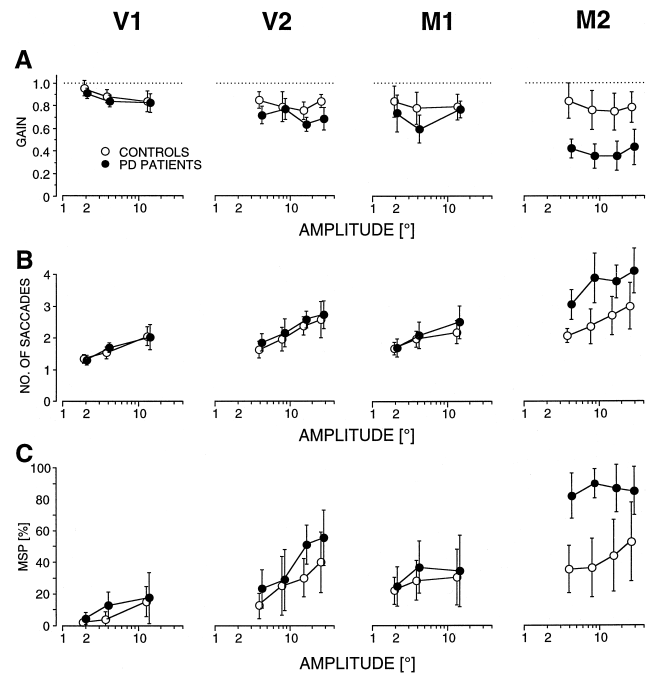 V1 V2 M1 M2
A
1.0
0.8
0.6
0.4
0.2
0
GAIN
CONTROLS
PD PATIENTS
1 2 10 1 2 10 1 2 10 1 2 10
AMPLITUDE [°]
B
4
3
2
1
0
NO. OF SACCADES
1 2 10 1 2 10 1 2 10 1 2 10
AMPLITUDE [°]
C
100
80
60
40
20
0
MSP [%]
1 2 10 1 2 10 1 2 10 1 2 10
AMPLITUDE [°]